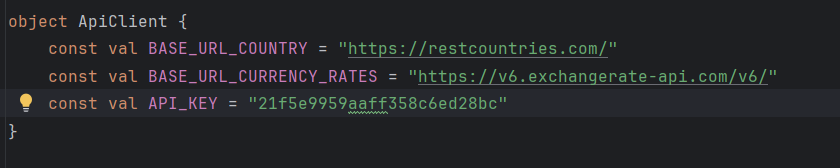 object ApiClient {
    const val BASE_URL_COUNTRY = "https://restcountries.com/"
    const val BASE_URL_CURRENCY_RATES = "https://v6.exchangerate-api.com/v6/"
    const val API_KEY = "21f5e9959aaff358c6ed28bc"
}